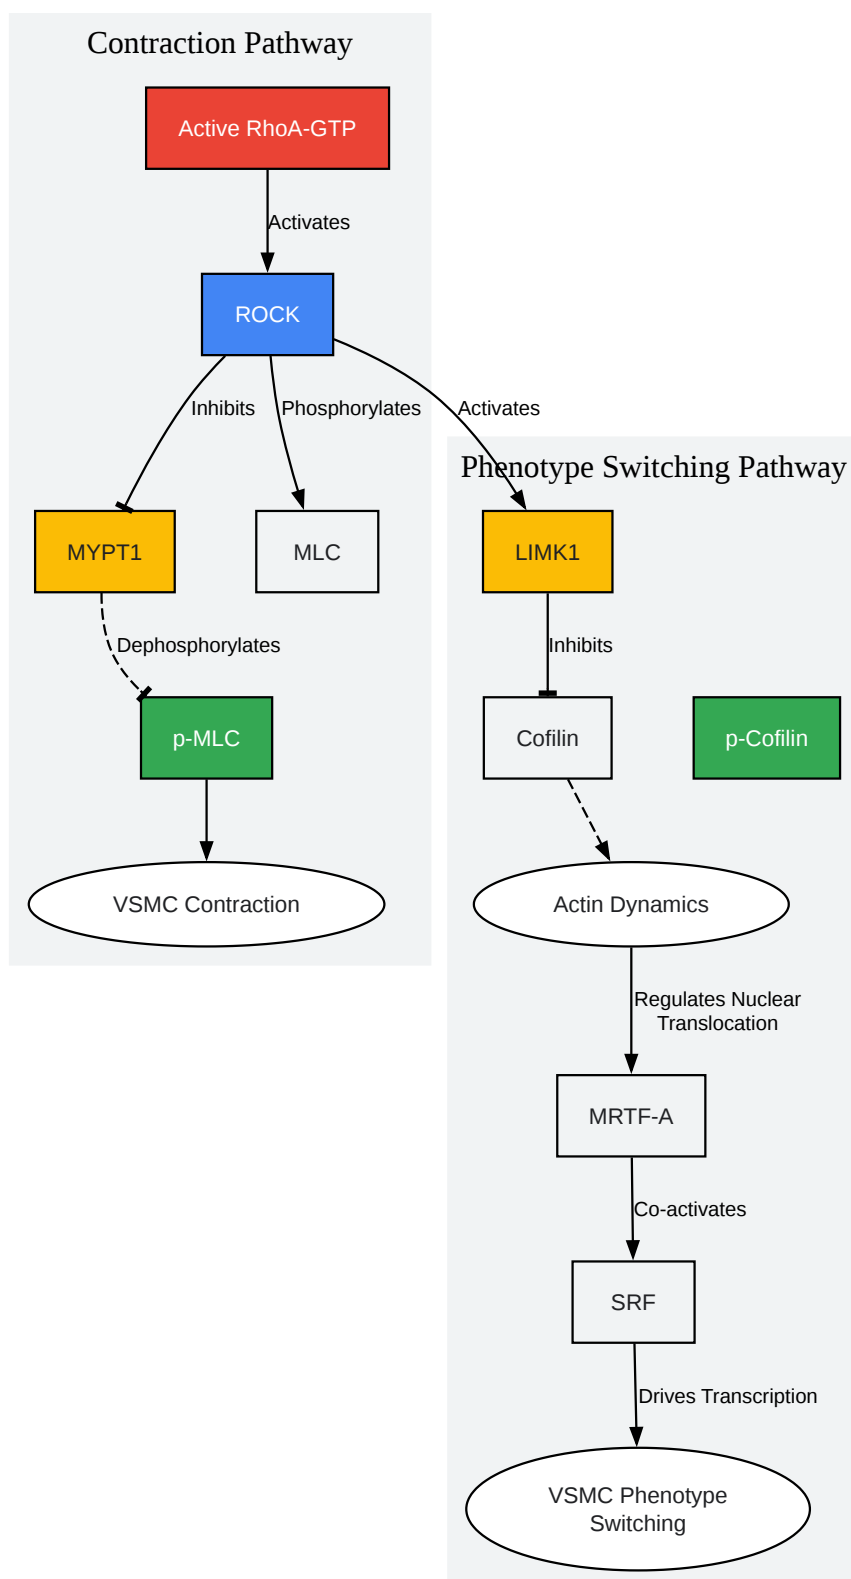 Contraction Pathway
Active RhoA-GTP
Activates
ROCK
Inhibits
Phosphorylates
Activates
Phenotype Switching Pathway
MYPT1
MLC
LIMK1
Dephosphorylates
Inhibits
p-MLC
Cofilin
p-Cofilin
VSMC Contraction
Actin Dynamics
Regulates Nuclear
Translocation
MRTF-A
Co-activates
SRF
Drives Transcription
VSMC Phenotype
Switching